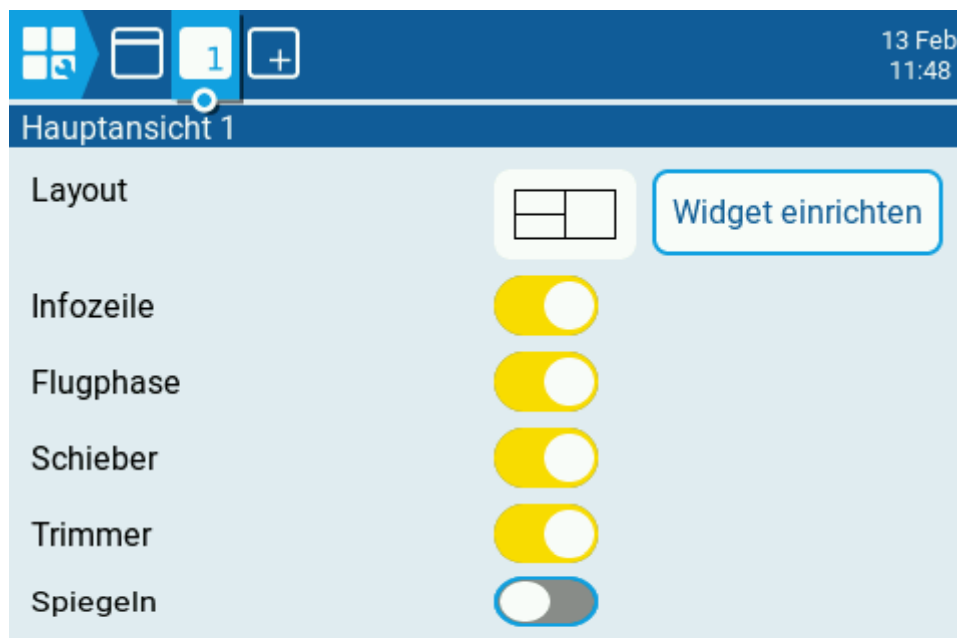 1
+
13 Feb
11:48
Hauptansicht 1
Layout
Widget einrichten
Infozeile
Flugphase
Schieber
Trimmer
Spiegeln